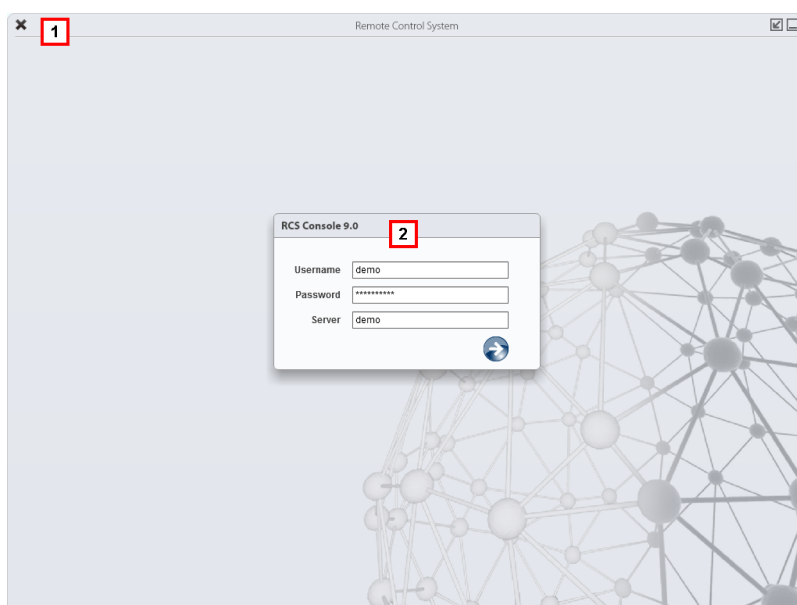 1
Remote Control System
RCS Console 9.0
2
Username demo
Password **********
Server demo